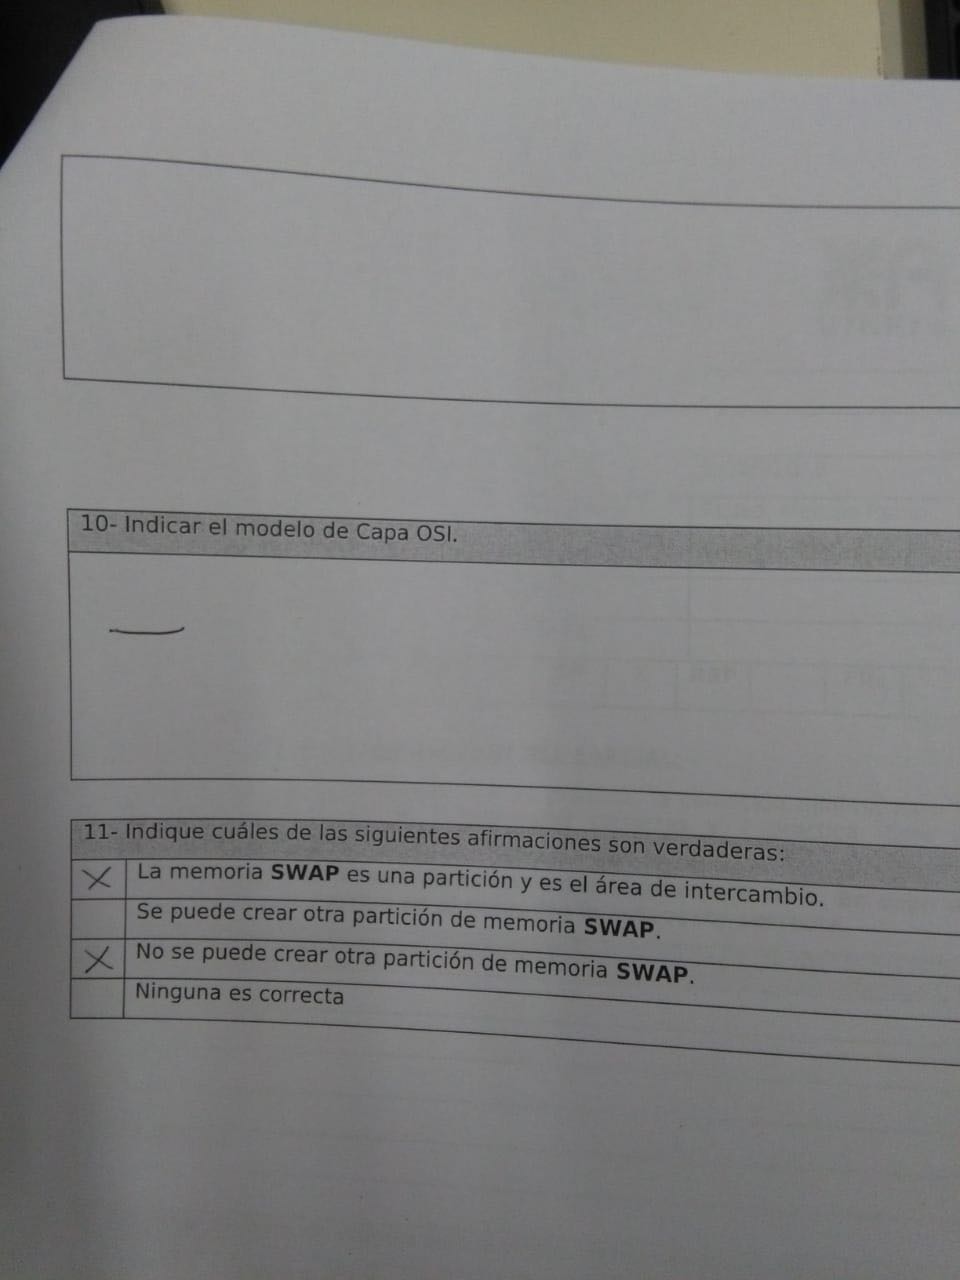 10- Indicar el modelo de Capa OSI.
11- Indique cuáles de las siguientes afirmaciones son verdaderas:
X La memoria SWAP es una partición y es el área de intercambio.
Se puede crear otra partición de memoria SWAP.
X No se puede crear otra partición de memoria SWAP.
Ninguna es correcta